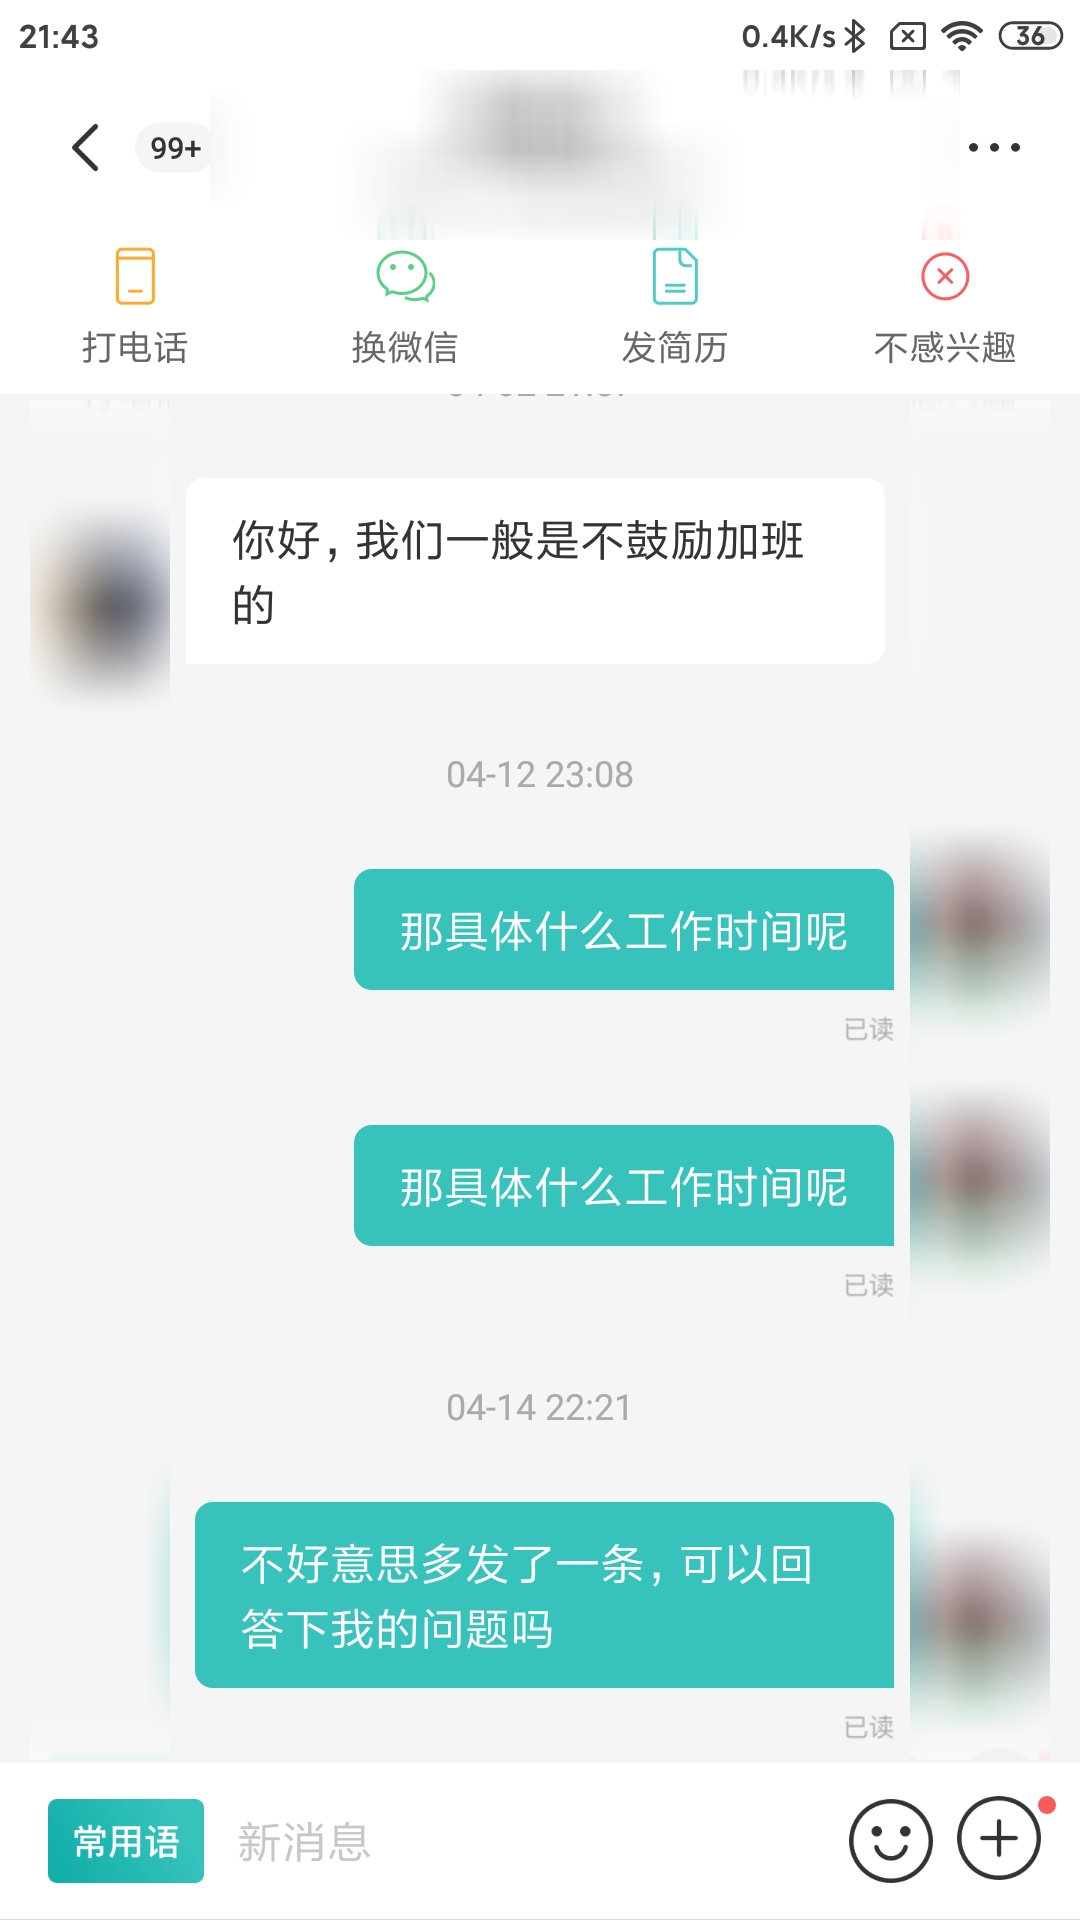 21:43
0.4K/s
36
99+
打电话
换微信
发简历
不感兴趣
你好，我们一般是不鼓励加班
的
04-12 23:08
那具体什么工作时间呢
已读
那具体什么工作时间呢
已读
04-14 22:21
不好意思多发了一条，可以回
答下我的问题吗
已读
常用语
新消息